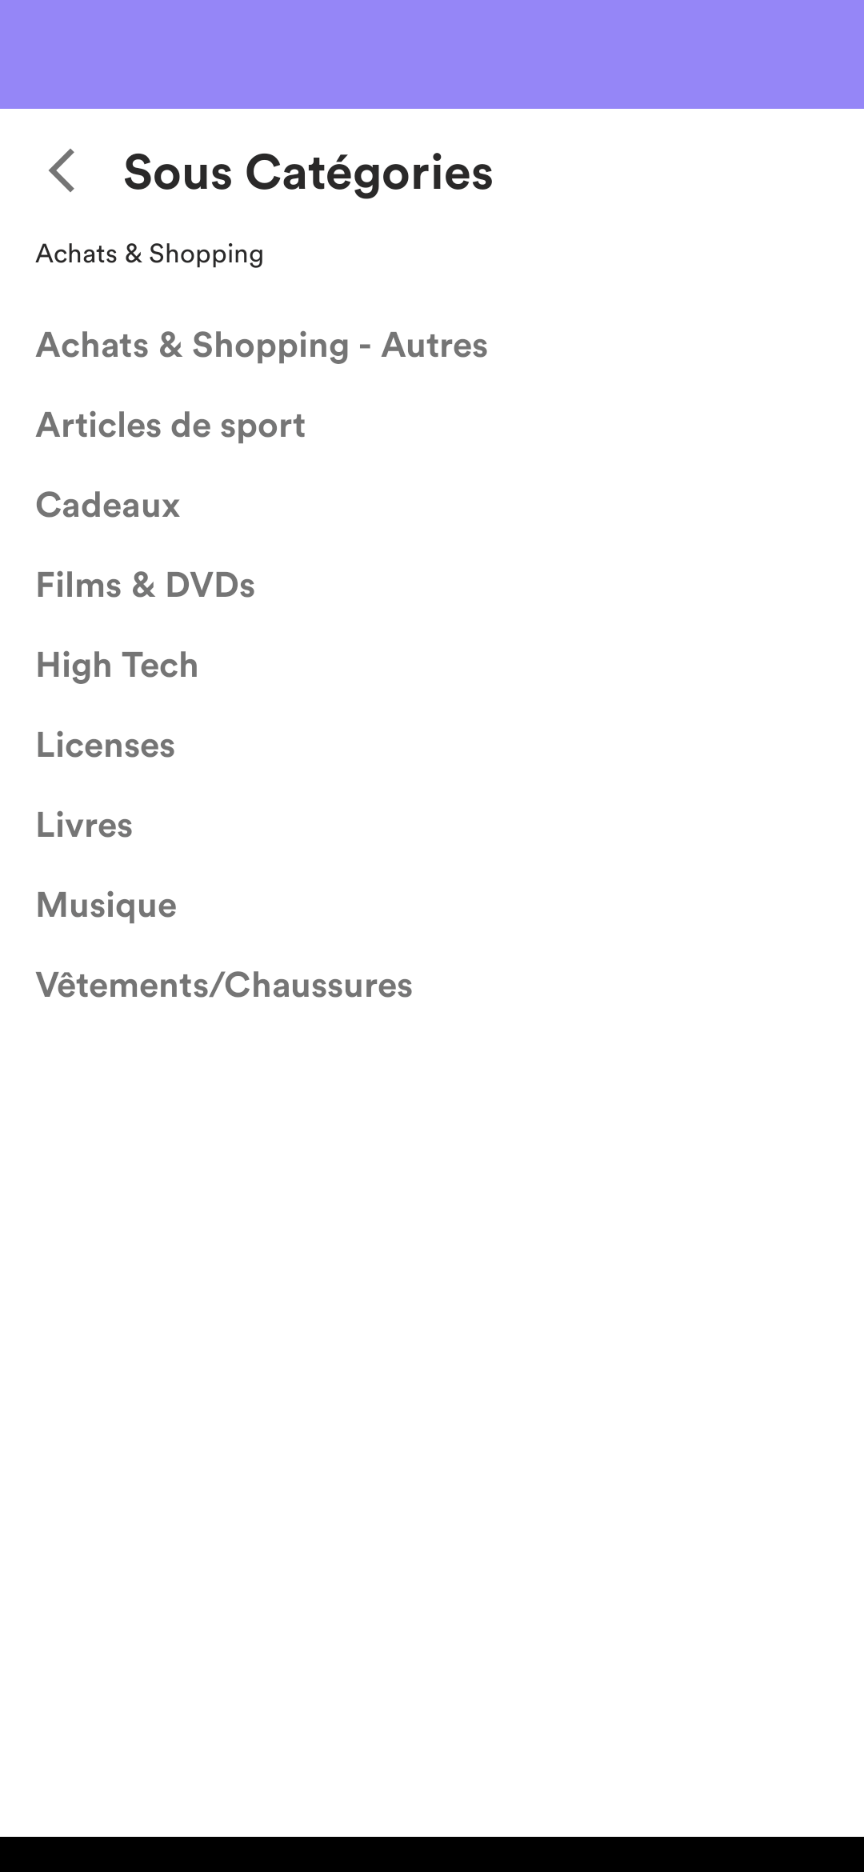 Sous Catégories
Achats & Shopping
Achats & Shopping - Autres
Articles de sport
Cadeaux
Films & DVDs
High Tech
Licenses
Livres
Musique
Vêtements/Chaussures